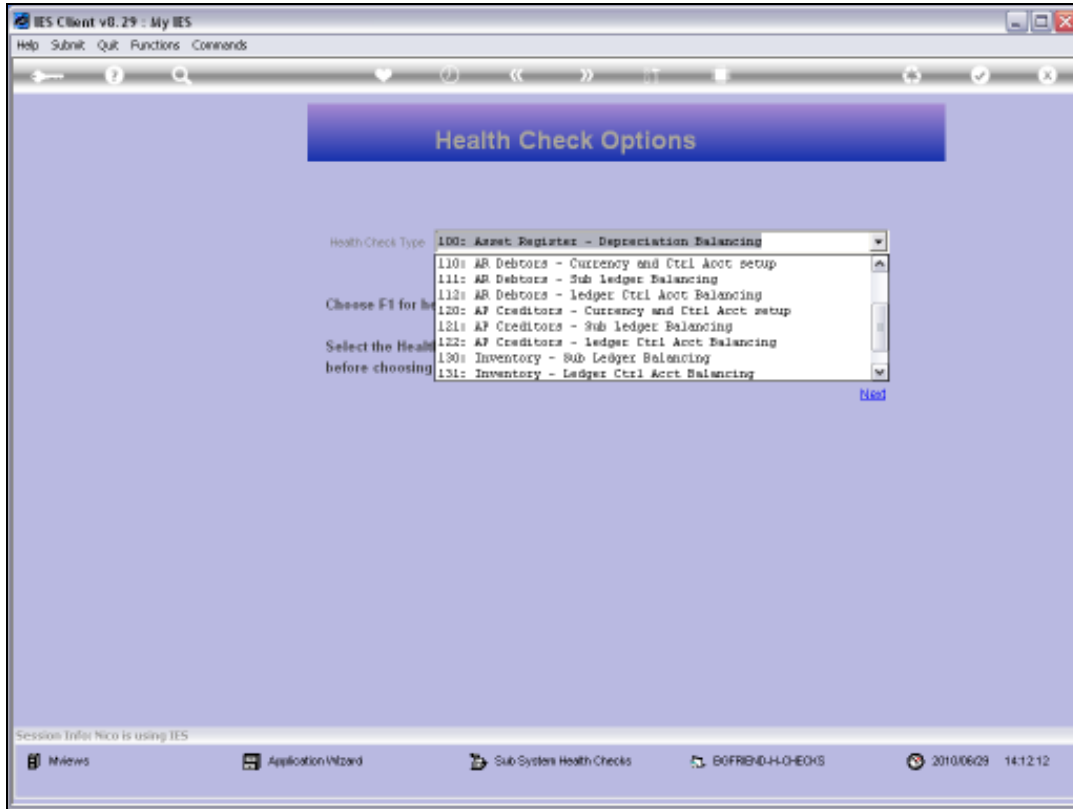 IES Client v8.29 : My IES
Help Submit Quit Functions Commands
Health Check Options
Health Check Type 100: Asset Register - Depreciation Balancing
110: AR Debtors - Currency and Ctrl Acct setup
111: AR Debtors - Sub Ledger Balancing
112: AR Debtors - ledger Ctrl Acct Balancing
Choose F1 for he
120: AP Creditors - Currency and Ctrl Acct setup
121: AP Creditors - Sub ledger Balancing
Select the Healt
122: AP Creditors - ledger Ctrl Acct Balancing
130: Inventory - Sub Ledger Balancing
before choosing
131: Inventory - Ledger Ctrl Acct Balancing
Next
Session Info: Nico is using IES
Mviews Application Wizard Sub System Health Checks BGFRIEND-H-CHECKS 2010/06/29 14:12:12